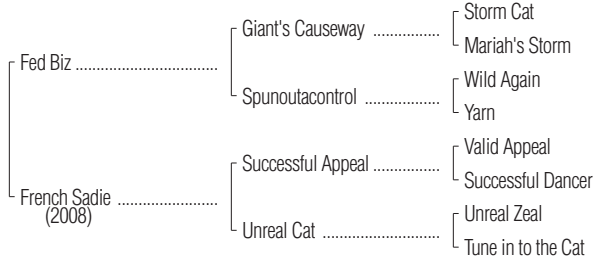 Storm Cat
Giant's Causeway ................
Mariah's Storm
Fed Biz .................................
Wild Again
Spunoutacontrol .................
Yarn
Valid Appeal
Successful Appeal ...............
Successful Dancer
French Sadie .......................
(2008)
Unreal Zeal
Unreal Cat ...........................
Tune in to the Cat